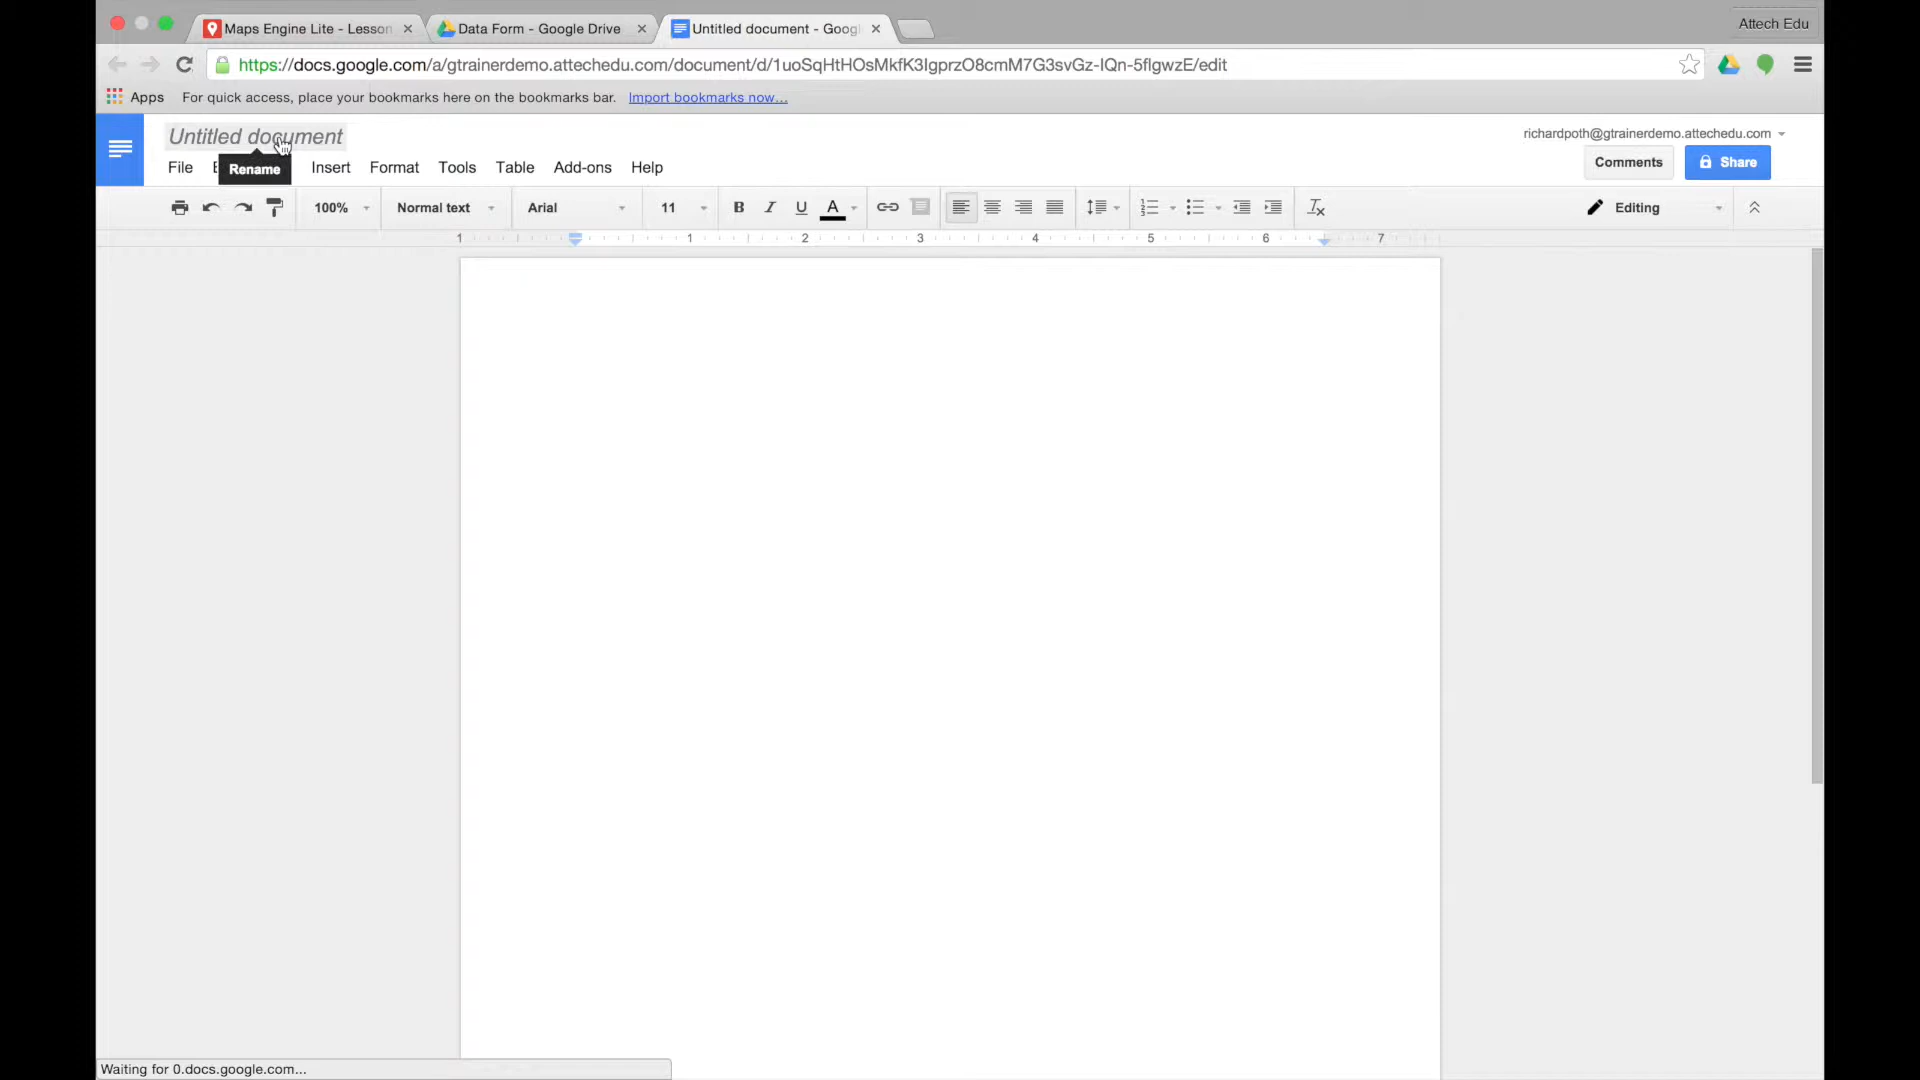 Maps Engine Lite - Lesson
Data Form - Google Drive
Untitled document - Googl
Attech Edu
https://docs.google.com/a/gtrainerdemo.attechedu.com/document/d/1uoSqHtHOsMkfK3IgprzO8cmM7G3svGz-IQn-5flgwzE/edit
Apps For quick access, place your bookmarks here on the bookmarks bar. Import bookmarks now...
Untitled document
richardpoth@gtrainerdemo.attechedu.com
File Insert Format Tools Table Add-ons Help
Rename
Comments Share
100% Normal text Arial 11 B I U A Editing
1 1 2 3 4 5 6 7
Waiting for 0.docs.google.com...